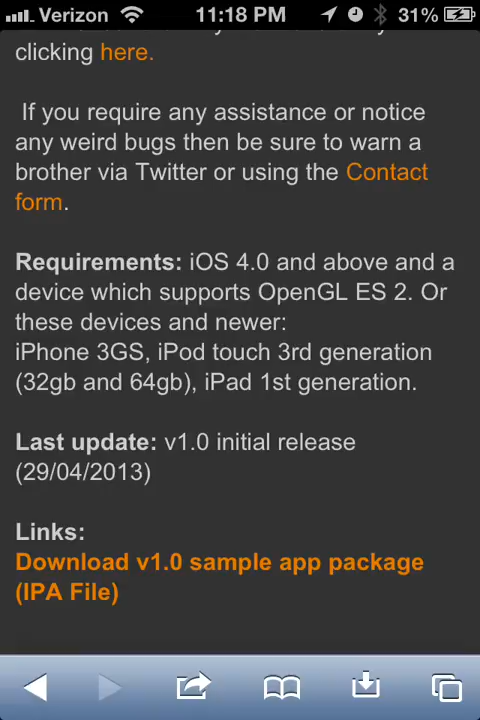 Verizon 11:18 PM 31%
clicking here.
If you require any assistance or notice
any weird bugs then be sure to warn a
brother via Twitter or using the Contact
form.
Requirements: iOS 4.0 and above and a
device which supports OpenGL ES 2. Or
these devices and newer:
iPhone 3GS, iPod touch 3rd generation
(32gb and 64gb), iPad 1st generation.
Last update: v1.0 initial release
(29/04/2013)
Links:
Download v1.0 sample app package
(IPA File)